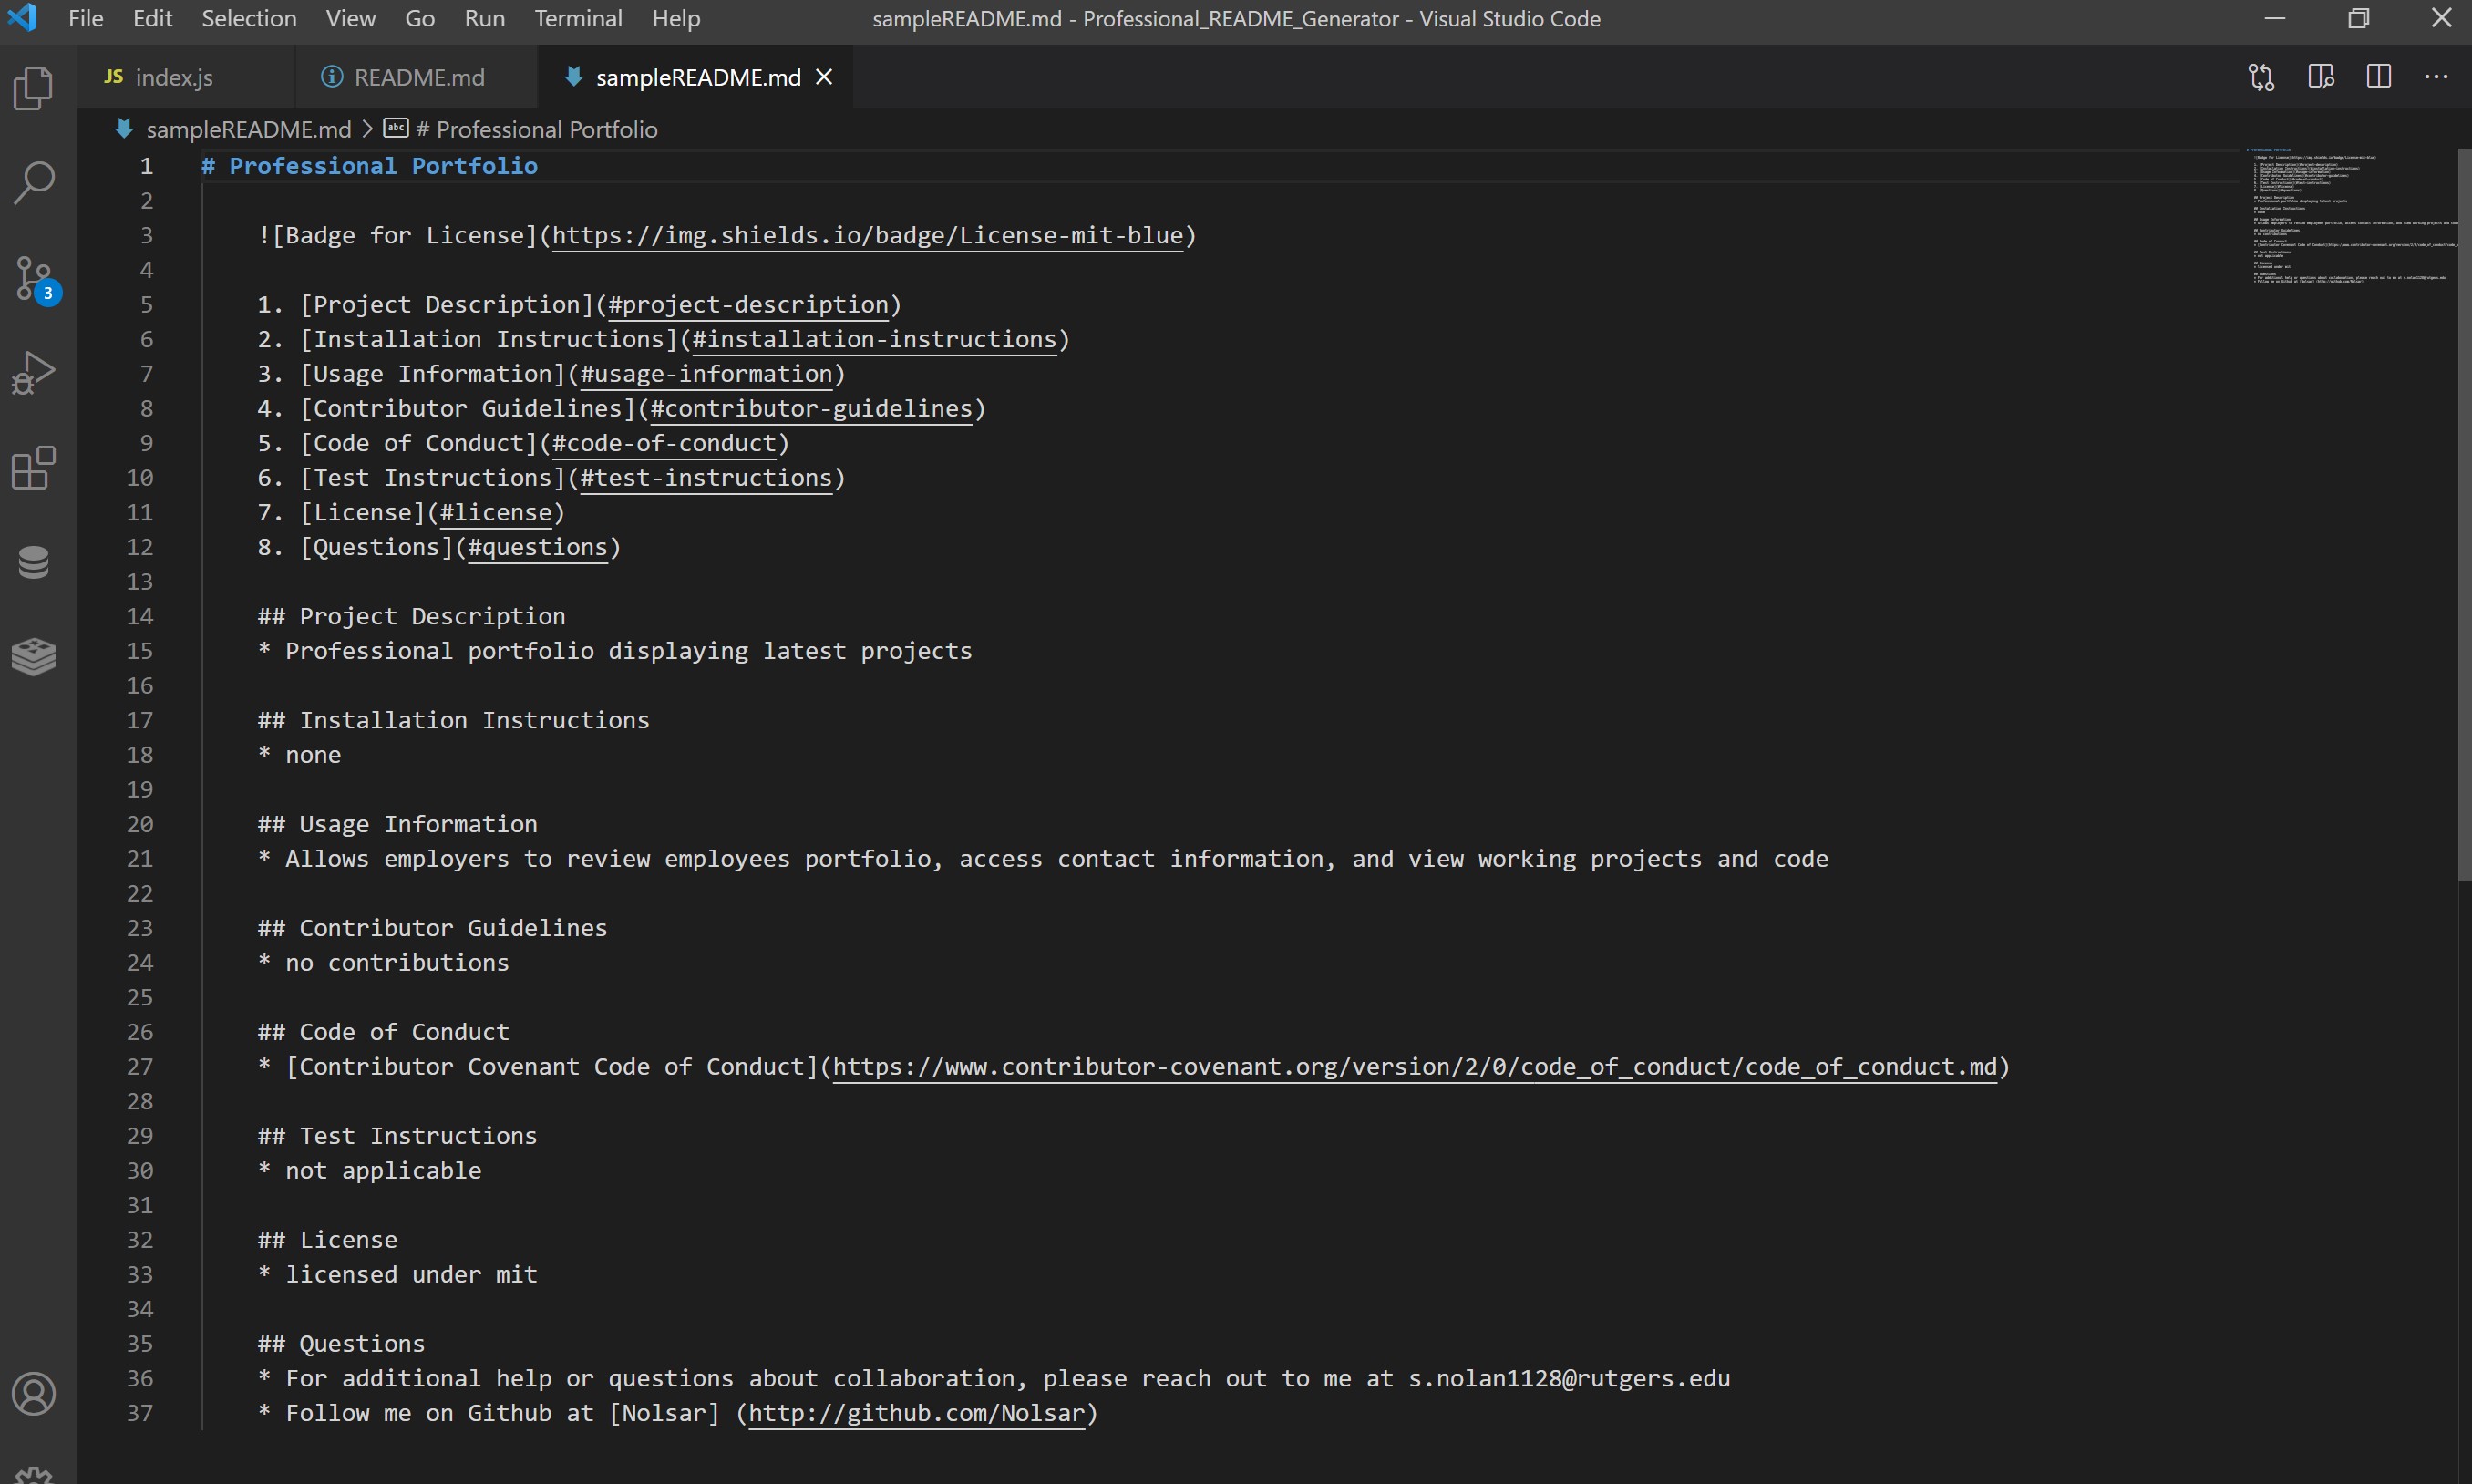 File Edit Selection View Go Run Terminal Help sampleREADME.md - Professional_README_Generator - Visual Studio Code
JS index.js README.md sampleREADME.md
sampleREADME.md > abc # Professional Portfolio
1 # Professional Portfolio
2
3 ![Badge for License](https://img.shields.io/badge/License-mit-blue)
4
5 1. [Project Description](#project-description)
6 2. [Installation Instructions](#installation-instructions)
7 3. [Usage Information](#usage-information)
8 4. [Contributor Guidelines](#contributor-guidelines)
9 5. [Code of Conduct](#code-of-conduct)
10 6. [Test Instructions](#test-instructions)
11 7. [License](#license)
12 8. [Questions](#questions)
13
14 ## Project Description
15 * Professional portfolio displaying latest projects
16
17 ## Installation Instructions
18 * none
19
20 ## Usage Information
21 * Allows employers to review employees portfolio, access contact information, and view working projects and code
22
23 ## Contributor Guidelines
24 * no contributions
25
26 ## Code of Conduct
27 * [Contributor Covenant Code of Conduct](https://www.contributor-covenant.org/version/2/0/code_of_conduct/code_of_conduct.md)
28
29 ## Test Instructions
30 * not applicable
31
32 ## License
33 * licensed under mit
34
35 ## Questions
36 * For additional help or questions about collaboration, please reach out to me at s.nolan1128@rutgers.edu
37 * Follow me on Github at [Nolsar] (http://github.com/Nolsar)
3